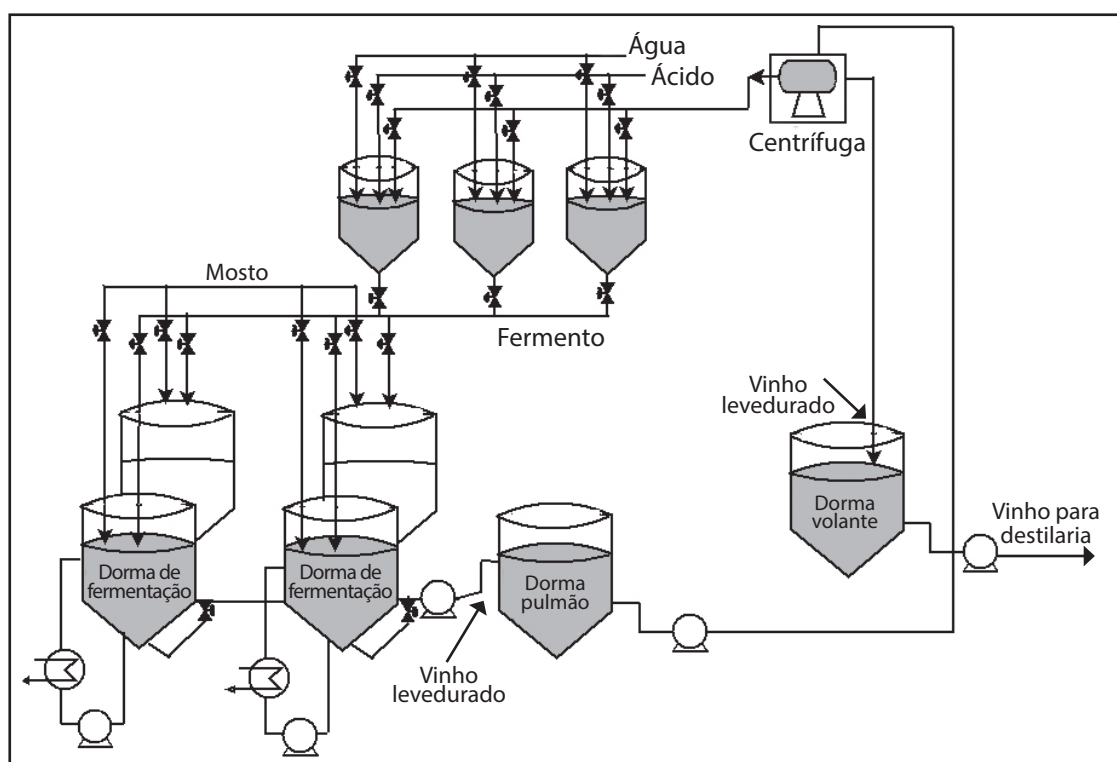 Água
Ácido
Centrífuga
Mosto
Fermento
Vinho
levedurado
Dorma
volante
Vinho para
destilaria
Dorma de
fermentação
Dorma de
fermentação
Dorma
pulmão
Vinho
levedurado